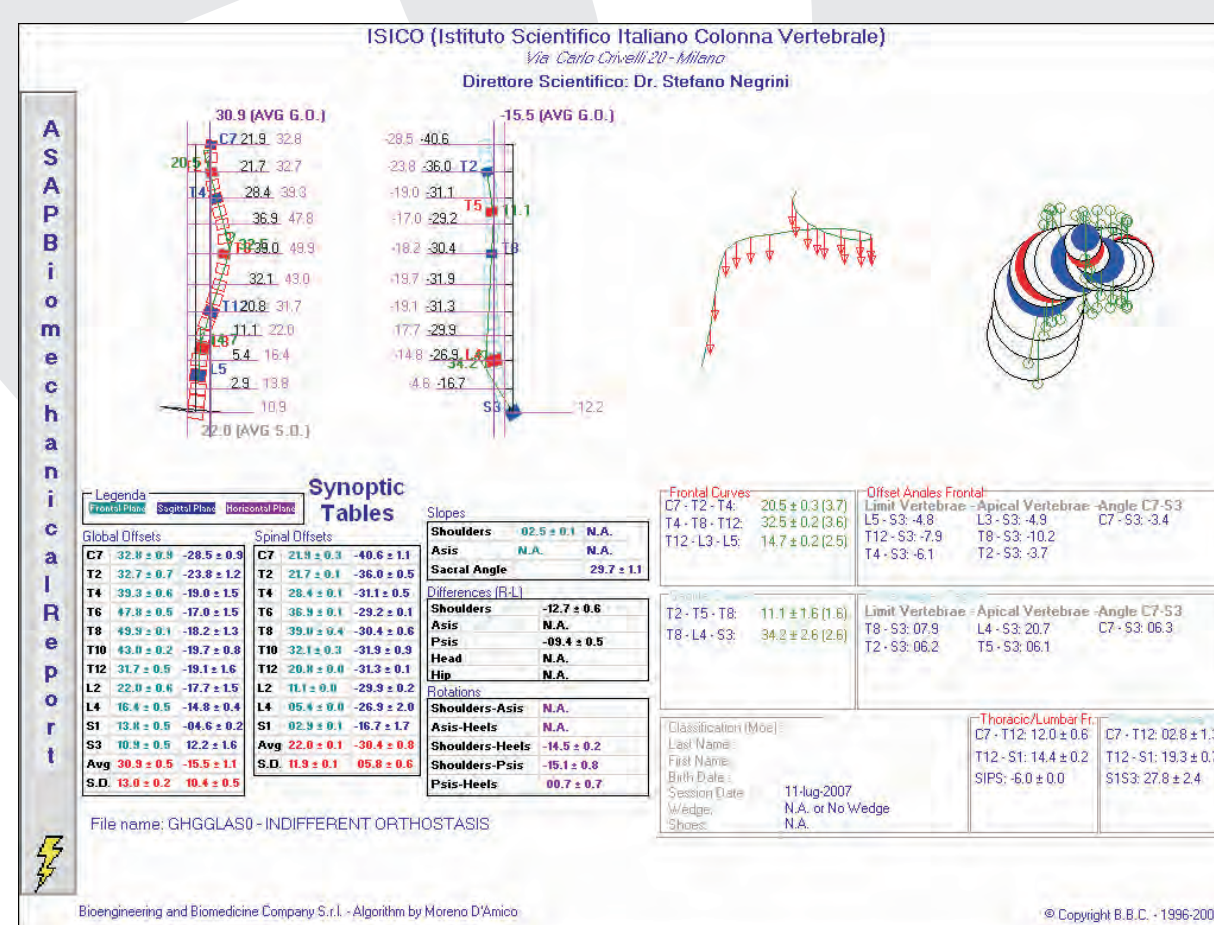 ISICO (Istituto Scientifico Italiano Colonna Vertebrale)
Via Carlo Crivelli 20 - Milano
Direttore Scientifico: Dr. Stefano Negrini
ASAPBiomechanical Report
30.9 (AVG G.O.)
C7 21.9 32.8
20.5
21.7 32.7
T4 28.4 39.3
36.9 47.8
32.5
T8 39.0 49.9
32.1 43.0
T12 20.8 31.7
11.1 22.0
14.7
L3
5.4 16.4
L5
2.9 13.8
10.9
22.0 (AVG S.O.)
-15.5 (AVG G.O.)
-28.5 -40.6
-23.8 -36.0 T2
-19.0 -31.1
T5 11.1
-17.0 -29.2
-18.2 -30.4 T8
-19.7 -31.9
-19.1 -31.3
-17.7 -29.9
-14.8 -26.9 L4
34.2
-4.6 -16.7
S3 12.2
Legenda
Frontal Plane Sagittal Plane Horizontal Plane
Synoptic
Tables
Global Offsets
C7 32.8 ± 0.9 -28.5 ± 0.9
T2 32.7 ± 0.7 -23.8 ± 1.2
T4 39.3 ± 0.6 -19.0 ± 1.5
T6 47.8 ± 0.5 -17.0 ± 1.5
T8 49.9 ± 0.1 -18.2 ± 1.3
T10 43.0 ± 0.2 -19.7 ± 0.8
T12 31.7 ± 0.5 -19.1 ± 1.6
L2 22.0 ± 0.6 -17.7 ± 1.5
L4 16.4 ± 0.5 -14.8 ± 0.4
S1 13.8 ± 0.5 -04.6 ± 0.2
S3 10.9 ± 0.5 12.2 ± 1.6
Avg 30.9 ± 0.5 -15.5 ± 1.1
S.D. 13.0 ± 0.2 10.4 ± 0.5
Spinal Offsets
C7 21.9 ± 0.3 -40.6 ± 1.1
T2 21.7 ± 0.1 -36.0 ± 0.5
T4 28.4 ± 0.1 -31.1 ± 0.5
T6 36.9 ± 0.1 -29.2 ± 0.1
T8 39.0 ± 0.4 -30.4 ± 0.6
T10 32.1 ± 0.3 -31.9 ± 0.9
T12 20.8 ± 0.0 -31.3 ± 0.1
L2 11.1 ± 0.0 -29.9 ± 0.2
L4 05.4 ± 0.0 -26.9 ± 2.0
S1 02.9 ± 0.1 -16.7 ± 1.7
Avg 22.0 ± 0.1 -30.4 ± 0.8
S.D. 11.9 ± 0.1 05.8 ± 0.6
Slopes
Shoulders 02.5 ± 0.1 N.A.
Asis N.A. N.A.
Sacral Angle 29.7 ± 1.1
Differences (R-L)
Shoulders -12.7 ± 0.6
Asis N.A.
Psis -09.4 ± 0.5
Head N.A.
Hip N.A.
Rotations
Shoulders-Asis N.A.
Asis-Heels N.A.
Shoulders-Heels -14.5 ± 0.2
Shoulders-Psis -15.1 ± 0.8
Psis-Heels 00.7 ± 0.7
Frontal Curves
C7 - T2 - T4: 20.5 ± 0.3 (3.7)
T4 - T8 - T12: 32.5 ± 0.2 (3.6)
T12 - L3 - L5: 14.7 ± 0.2 (2.5)
Offset Angles Frontal
Limit Vertebrae - Apical Vertebrae - Angle C7-S3
L5 - S3: -4.8 L3 - S3: -4.9 C7 - S3: -3.4
T12 - S3: -7.9 T8 - S3: -10.2
T4 - S3: -6.1 T2 - S3: -3.7
T2 - T5 - T8: 11.1 ± 1.6 (1.6)
T8 - L4 - S3: 34.2 ± 2.6 (2.6)
Limit Vertebrae - Apical Vertebrae - Angle C7-S3
T8 - S3: 07.9 L4 - S3: 20.7 C7 - S3: 06.3
T2 - S3: 06.2 T5 - S3: 06.1
Classification (Moe):
Last Name:
First Name:
Birth Date :
Session Date : 11-lug-2007
Wedge: N.A. or No Wedge
Shoes: N.A.
Thoracic/Lumbar Fr.
C7 - T12: 12.0 ± 0.6
T12 - S1: 14.4 ± 0.2
SIPS: -6.0 ± 0.0
C7 - T12: 02.8 ± 1.
T12 - S1: 19.3 ± 0.
S1S3: 27.8 ± 2.4
File name: GHGGLAS0 - INDIFFERENT ORTHOSTASIS
Bioengineering and Biomedicine Company S.r.l. - Algorithm by Moreno D'Amico
© Copyright B.B.C. - 1996-200